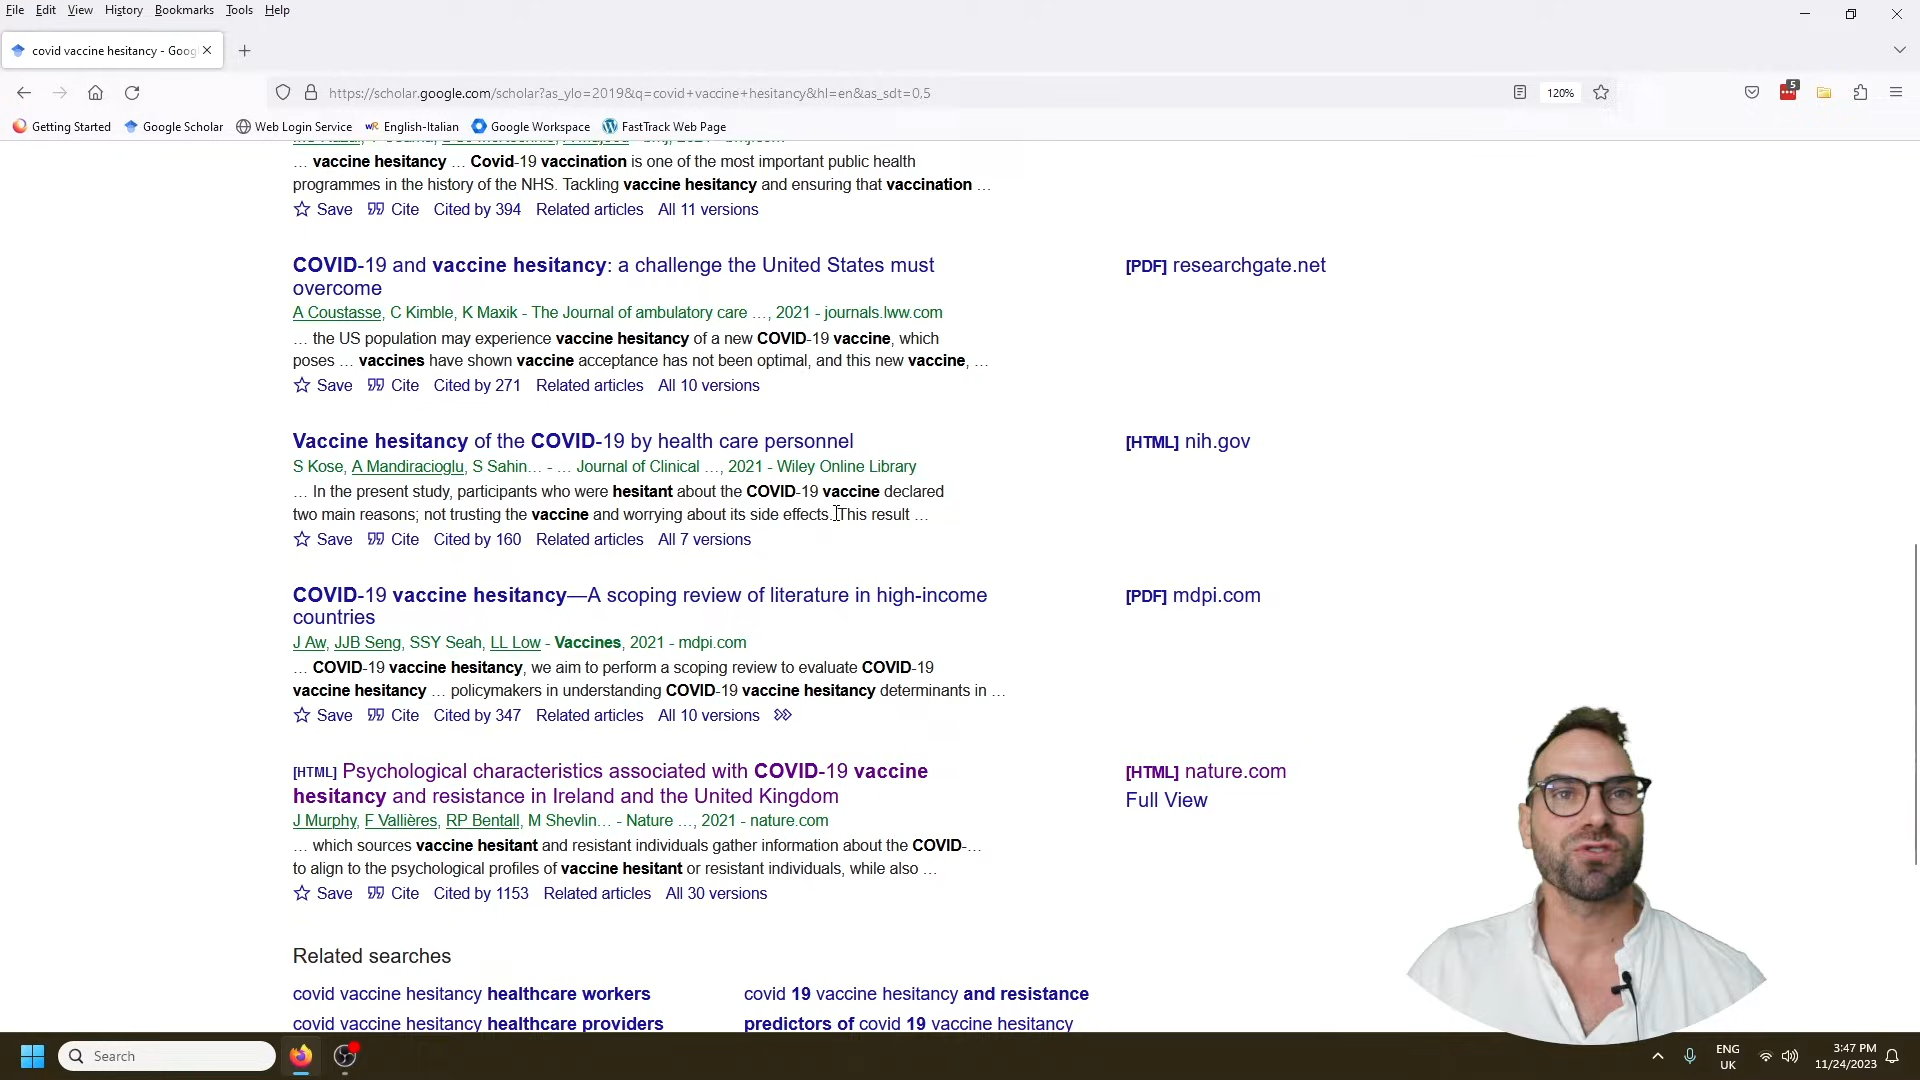 File Edit View History Bookmarks Tools Help
covid vaccine hesitancy - Goog
https://scholar.google.com/scholar?as_ylo=2019&q=covid+vaccine+hesitancy&hl=en&as_sdt=0,5
120%
5
Getting Started Google Scholar Web Login Service WR English-Italian Google Workspace FastTrack Web Page
... vaccine hesitancy ... Covid-19 vaccination is one of the most important public health
programmes in the history of the NHS. Tackling vaccine hesitancy and ensuring that vaccination ...
Save Cite Cited by 394 Related articles All 11 versions
COVID-19 and vaccine hesitancy: a challenge the United States must
overcome
[PDF] researchgate.net
A Coustasse, C Kimble, K Maxik - The Journal of ambulatory care ..., 2021 - journals.lww.com
... the US population may experience vaccine hesitancy of a new COVID-19 vaccine, which
poses ... vaccines have shown vaccine acceptance has not been optimal, and this new vaccine, ...
Save Cite Cited by 271 Related articles All 10 versions
Vaccine hesitancy of the COVID-19 by health care personnel
[HTML] nih.gov
S Kose, A Mandiracioglu, S Sahin... - ... Journal of Clinical ..., 2021 - Wiley Online Library
... In the present study, participants who were hesitant about the COVID-19 vaccine declared
two main reasons; not trusting the vaccine and worrying about its side effects. This result ...
Save Cite Cited by 160 Related articles All 7 versions
COVID-19 vaccine hesitancy—A scoping review of literature in high-income
countries
[PDF] mdpi.com
J Aw, JJB Seng, SSY Seah, LL Low - Vaccines, 2021 - mdpi.com
... COVID-19 vaccine hesitancy, we aim to perform a scoping review to evaluate COVID-19
vaccine hesitancy ... policymakers in understanding COVID-19 vaccine hesitancy determinants in ...
Save Cite Cited by 347 Related articles All 10 versions
[HTML] Psychological characteristics associated with COVID-19 vaccine
hesitancy and resistance in Ireland and the United Kingdom
[HTML] nature.com
Full View
J Murphy, F Vallières, RP Bentall, M Shevlin... - Nature ..., 2021 - nature.com
... which sources vaccine hesitant and resistant individuals gather information about the COVID-...
to align to the psychological profiles of vaccine hesitant or resistant individuals, while also ...
Save Cite Cited by 1153 Related articles All 30 versions
Related searches
covid vaccine hesitancy healthcare workers
covid 19 vaccine hesitancy and resistance
covid vaccine hesitancy healthcare providers
predictors of covid 19 vaccine hesitancy
Search
ENG
UK
3:47 PM
11/24/2023